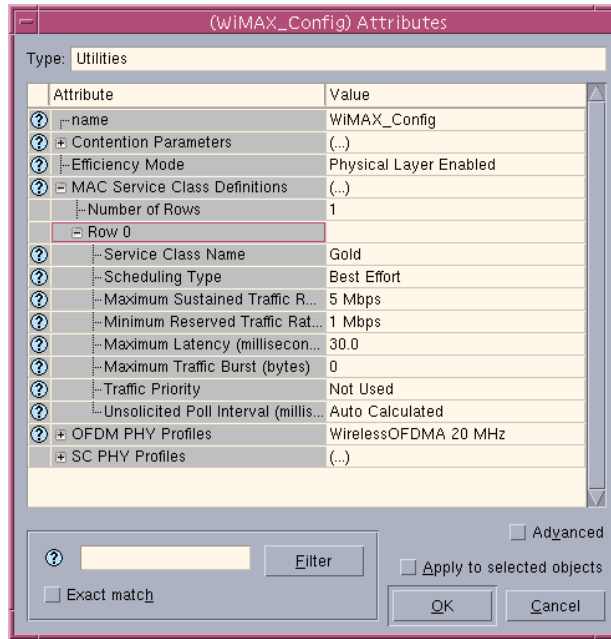 (WiMAX_Config) Attributes
Type: Utilities
Attribute Value
name WiMAX_Config
Contention Parameters (...)
Efficiency Mode Physical Layer Enabled
MAC Service Class Definitions (...)
Number of Rows 1
Row 0
Service Class Name Gold
Scheduling Type Best Effort
Maximum Sustained Traffic R... 5 Mbps
Minimum Reserved Traffic Rat... 1 Mbps
Maximum Latency (millisecon... 30.0
Maximum Traffic Burst (bytes) 0
Traffic Priority Not Used
Unsolicited Poll Interval (millis... Auto Calculated
OFDM PHY Profiles WirelessOFDMA 20 MHz
SC PHY Profiles (...)
Advanced
Filter
Apply to selected objects
Exact match
OK Cancel